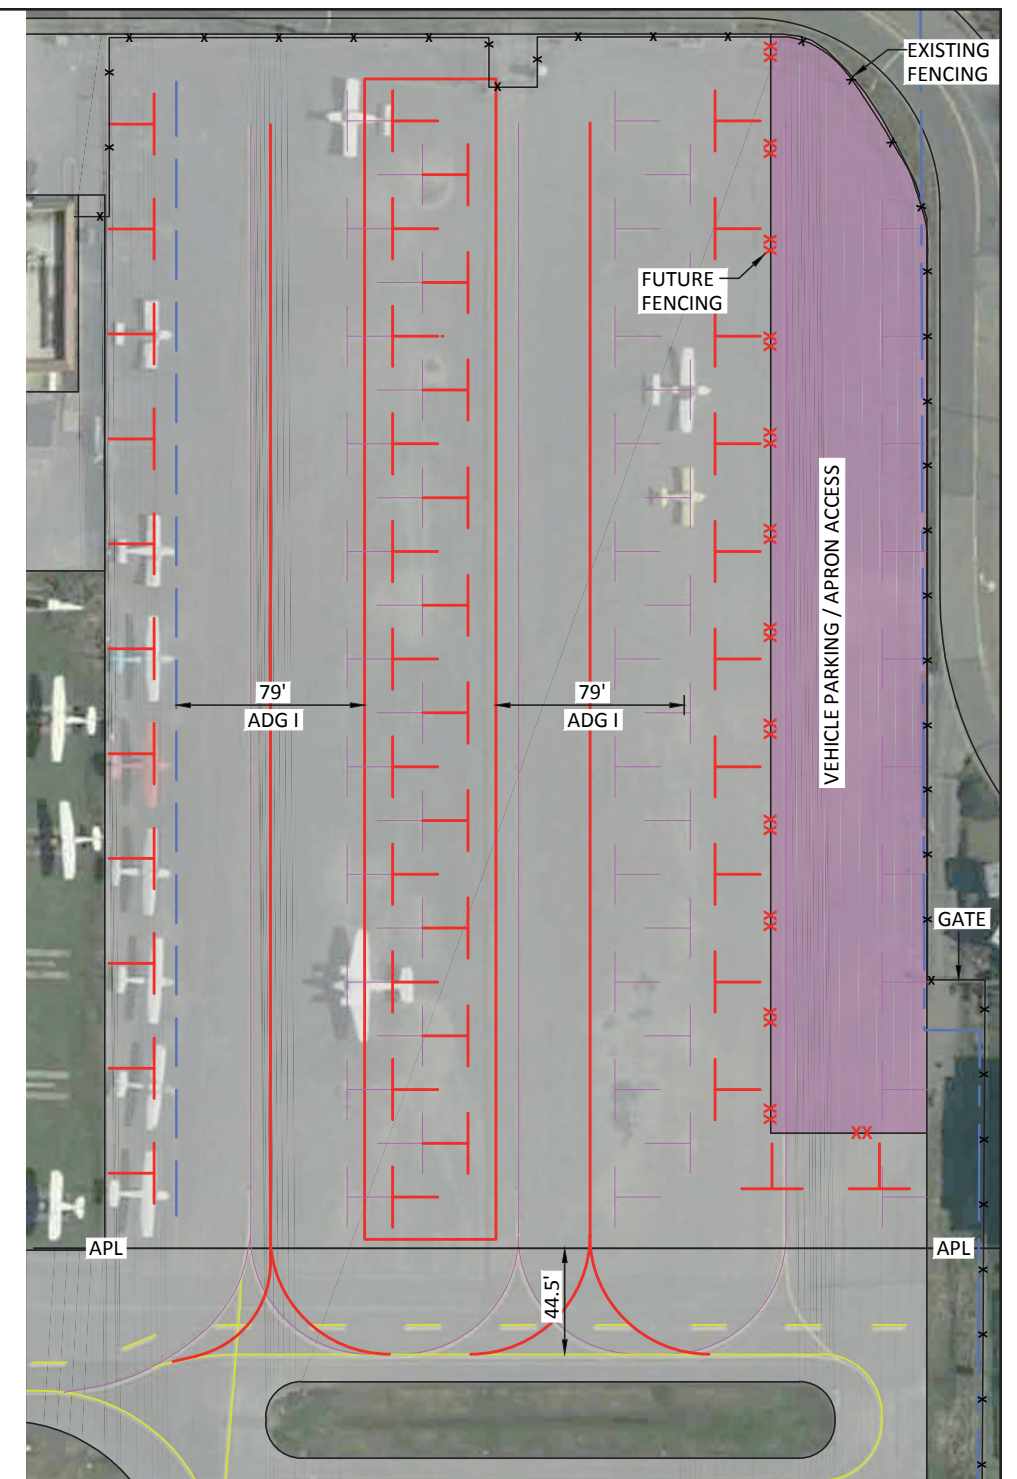 EXISTING
FENCING
FUTURE
FENCING
VEHICLE PARKING / APRON ACCESS
79'
ADG I
79'
ADG I
GATE
APL
APL
44.5'